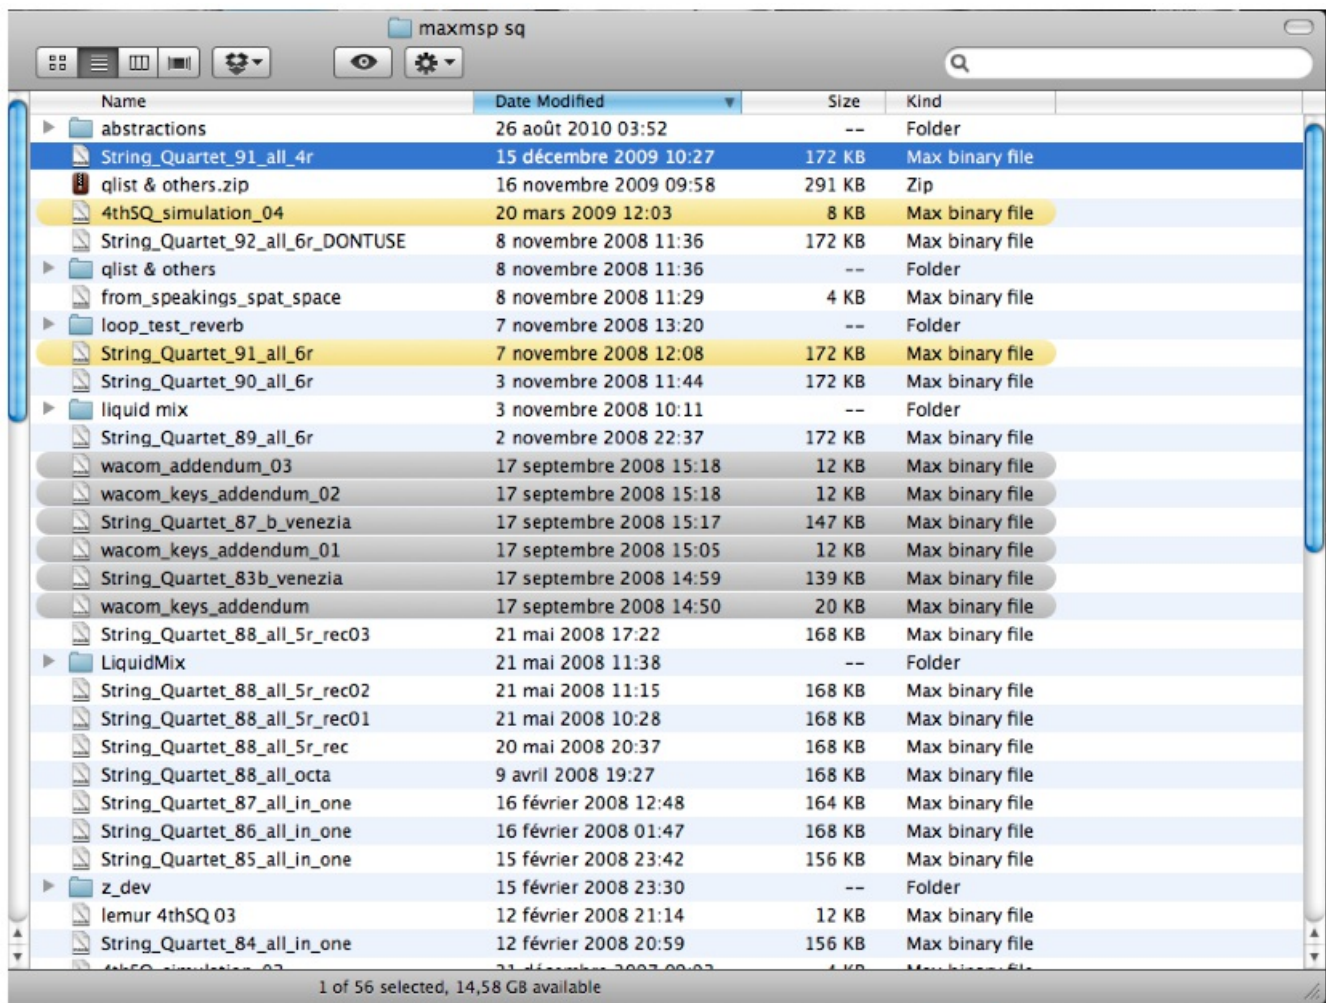 maxmsp sq
Name Date Modified Size Kind
abstractions 26 août 2010 03:52 -- Folder
String_Quartet_91_all_4r 15 décembre 2009 10:27 172 KB Max binary file
qlist & others.zip 16 novembre 2009 09:58 291 KB Zip
4thSQ_simulation_04 20 mars 2009 12:03 8 KB Max binary file
String_Quartet_92_all_6r_DONTUSE 8 novembre 2008 11:36 172 KB Max binary file
qlist & others 8 novembre 2008 11:36 -- Folder
from_speakings_spat_space 8 novembre 2008 11:29 4 KB Max binary file
loop_test_reverb 7 novembre 2008 13:20 -- Folder
String_Quartet_91_all_6r 7 novembre 2008 12:08 172 KB Max binary file
String_Quartet_90_all_6r 3 novembre 2008 11:44 172 KB Max binary file
liquid mix 3 novembre 2008 10:11 -- Folder
String_Quartet_89_all_6r 2 novembre 2008 22:37 172 KB Max binary file
wacom_addendum_03 17 septembre 2008 15:18 12 KB Max binary file
wacom_keys_addendum_02 17 septembre 2008 15:18 12 KB Max binary file
String_Quartet_87_b_venezia 17 septembre 2008 15:17 147 KB Max binary file
wacom_keys_addendum_01 17 septembre 2008 15:05 12 KB Max binary file
String_Quartet_83b_venezia 17 septembre 2008 14:59 139 KB Max binary file
wacom_keys_addendum 17 septembre 2008 14:50 20 KB Max binary file
String_Quartet_88_all_5r_rec03 21 mai 2008 17:22 168 KB Max binary file
LiquidMix 21 mai 2008 11:38 -- Folder
String_Quartet_88_all_5r_rec02 21 mai 2008 11:15 168 KB Max binary file
String_Quartet_88_all_5r_rec01 21 mai 2008 10:28 168 KB Max binary file
String_Quartet_88_all_5r_rec 20 mai 2008 20:37 168 KB Max binary file
String_Quartet_88_all_octa 9 avril 2008 19:27 168 KB Max binary file
String_Quartet_87_all_in_one 16 février 2008 12:48 164 KB Max binary file
String_Quartet_86_all_in_one 16 février 2008 01:47 168 KB Max binary file
String_Quartet_85_all_in_one 15 février 2008 23:42 156 KB Max binary file
z_dev 15 février 2008 23:30 -- Folder
lemur 4thSQ 03 12 février 2008 21:14 12 KB Max binary file
String_Quartet_84_all_in_one 12 février 2008 20:59 156 KB Max binary file
1 of 56 selected, 14,58 GB available